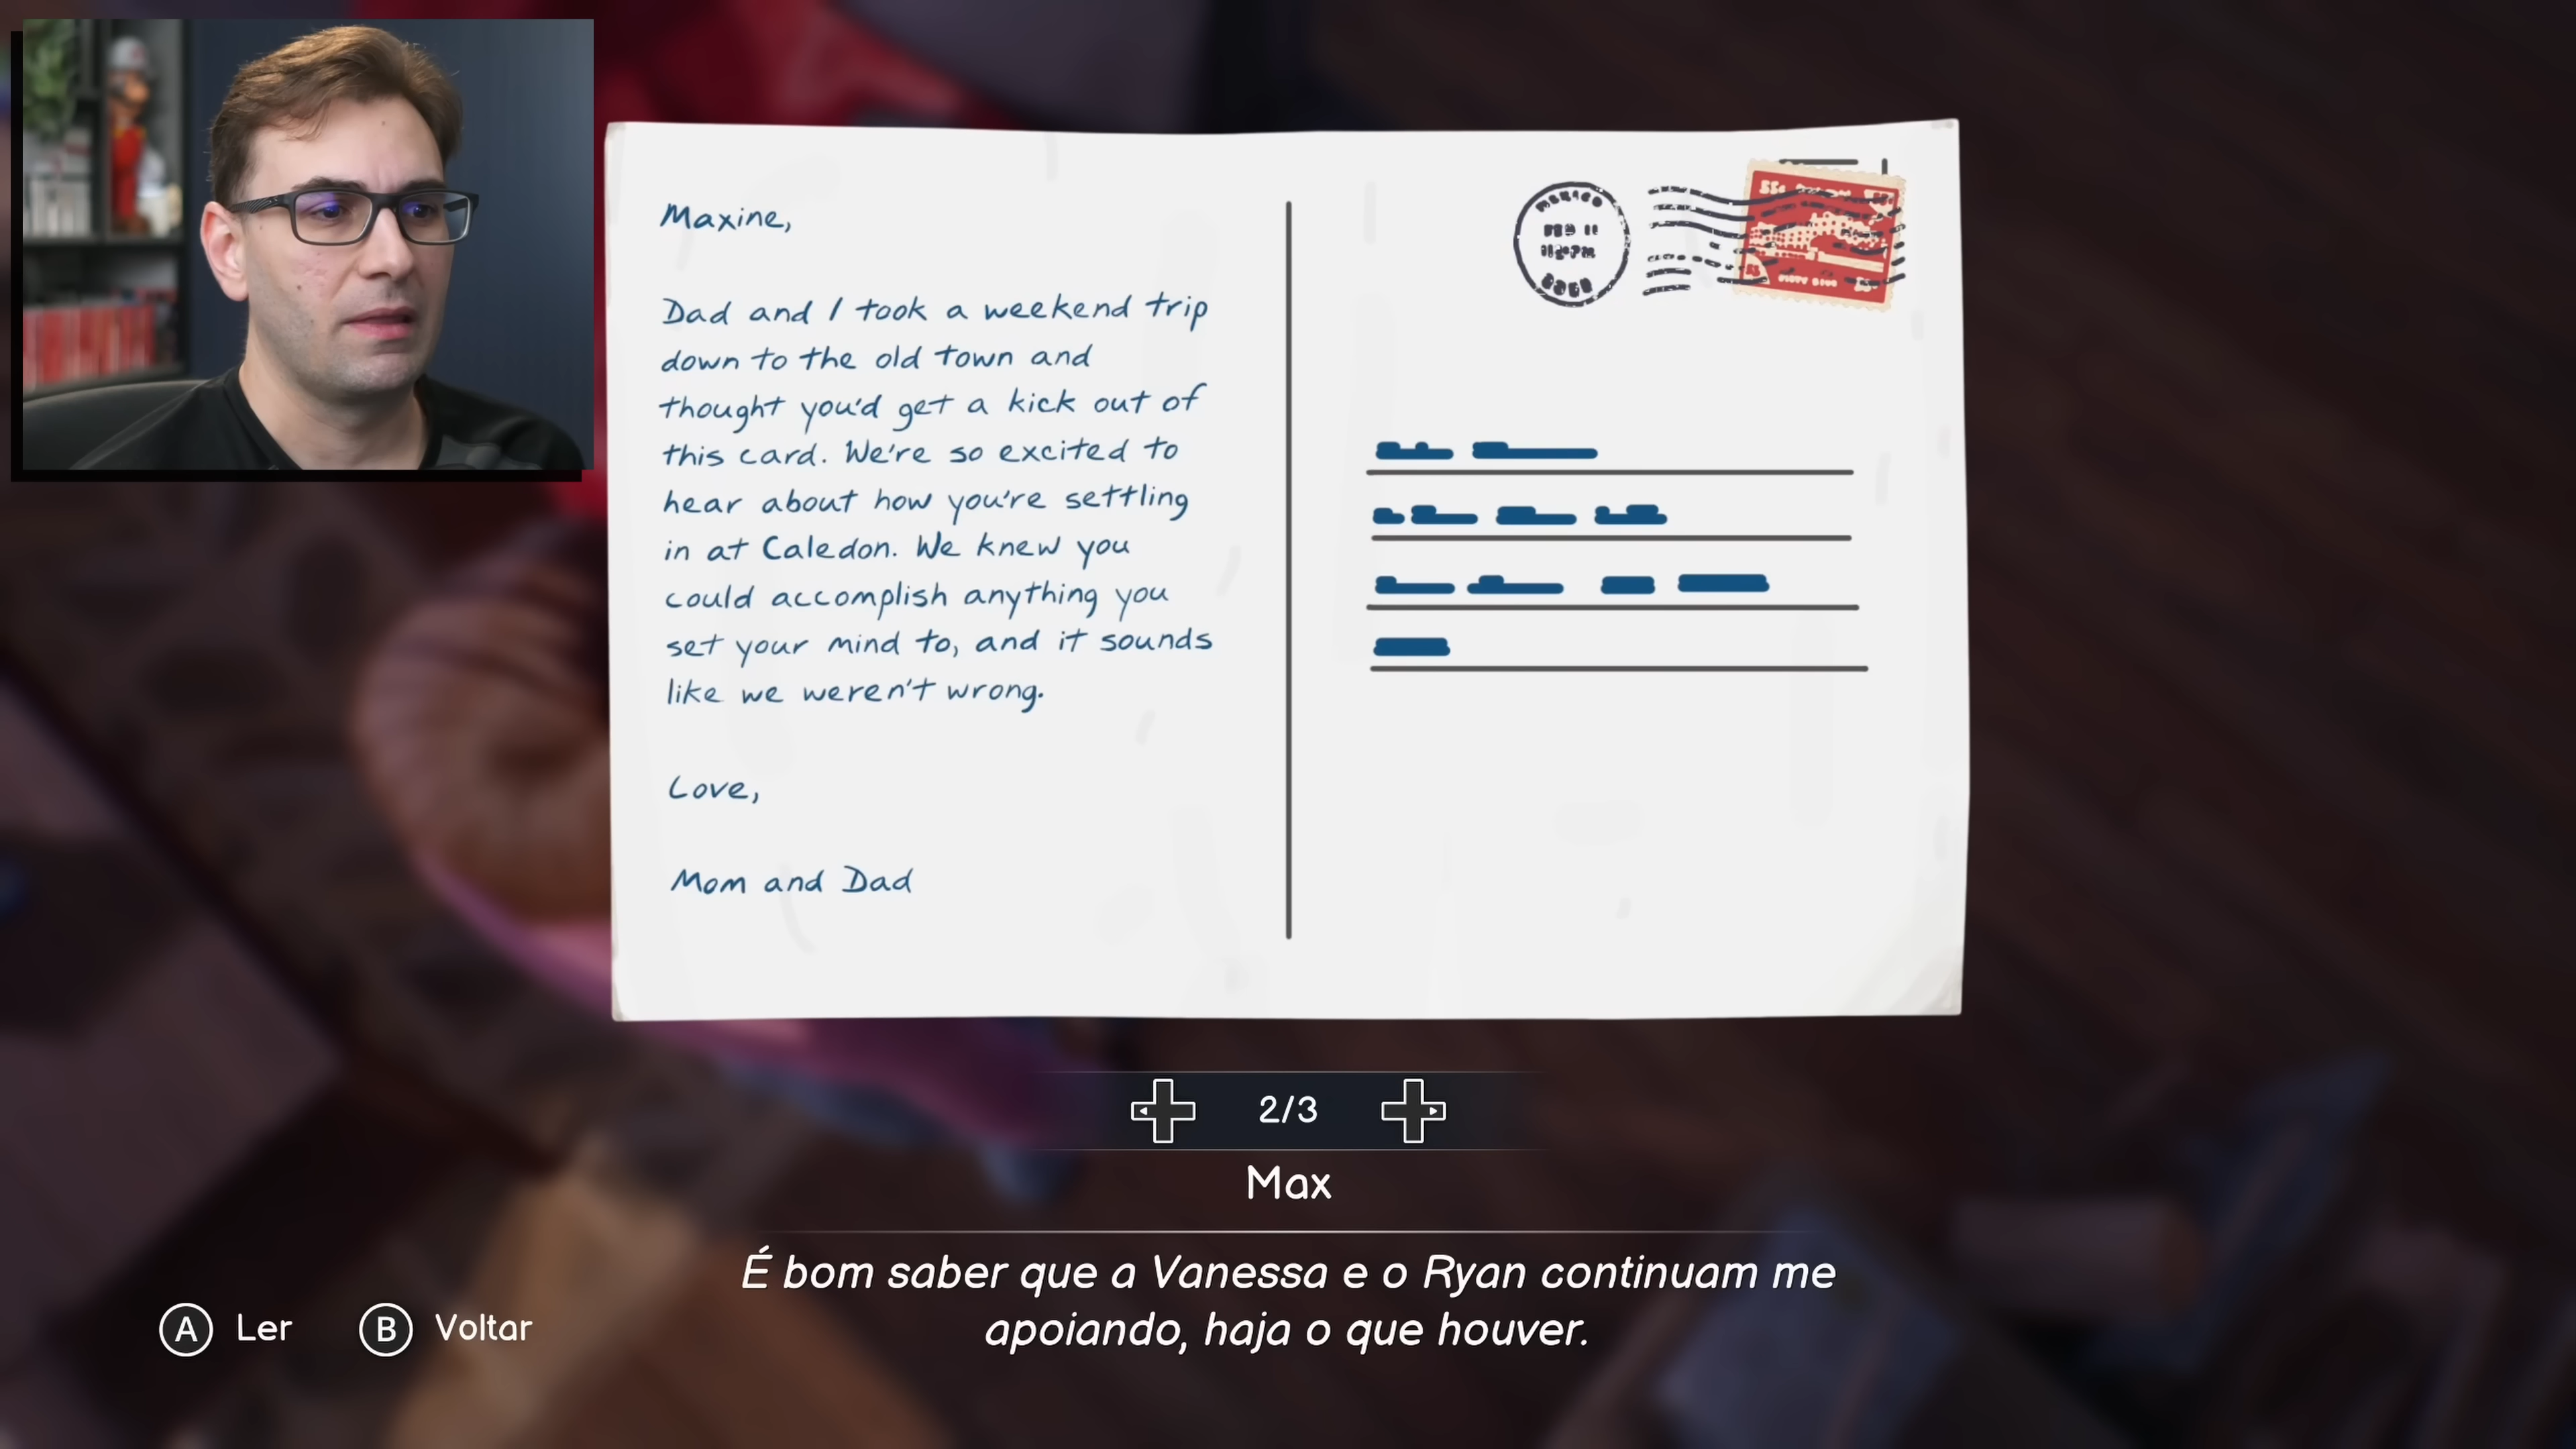 Maxine,
Dad and I took a weekend trip
down to the old town and
thought you'd get a kick out of
this card. We're so excited to
hear about how you're settling
in at Caledon. We knew you
could accomplish anything you
set your mind to, and it sounds
like we weren't wrong.
Love,
Mom and Dad
2/3
Max
É bom saber que a Vanessa e o Ryan continuam me
apoiando, haja o que houver.
A Ler B Voltar